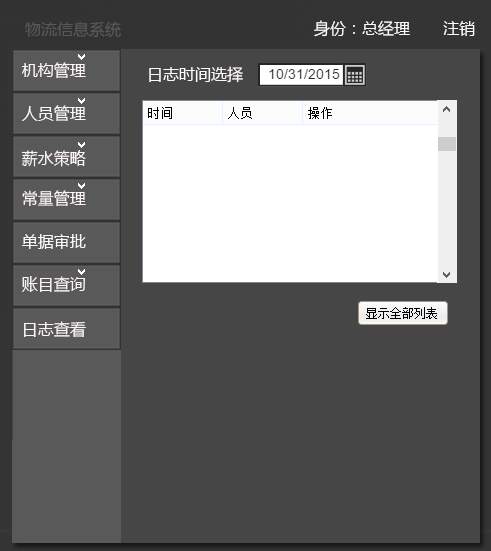 物流信息系统
身份：总经理 注销
机构管理
人员管理
薪水策略
常量管理
单据审批
账目查询
日志查看
日志时间选择 10/31/2015
时间 人员 操作
显示全部列表